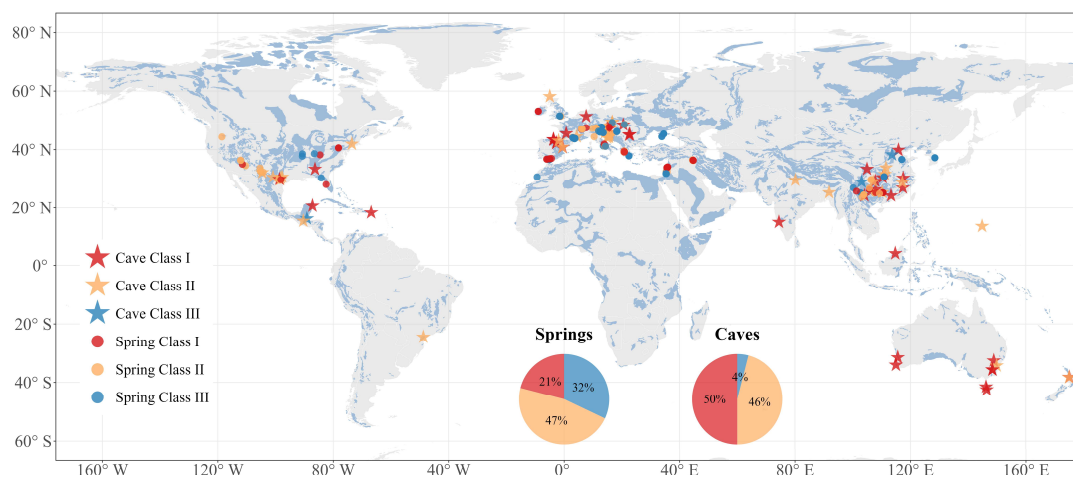 80° N
60° N
40° N
20° N
0°
20° S
40° S
60° S
Cave Class I
Cave Class II
Cave Class III
Spring Class I
Spring Class II
Spring Class III
Springs
21%
32%
47%
Caves
4%
50%
46%
160° W
120° W
80° W
40° W
0°
40° E
80° E
120° E
160° E